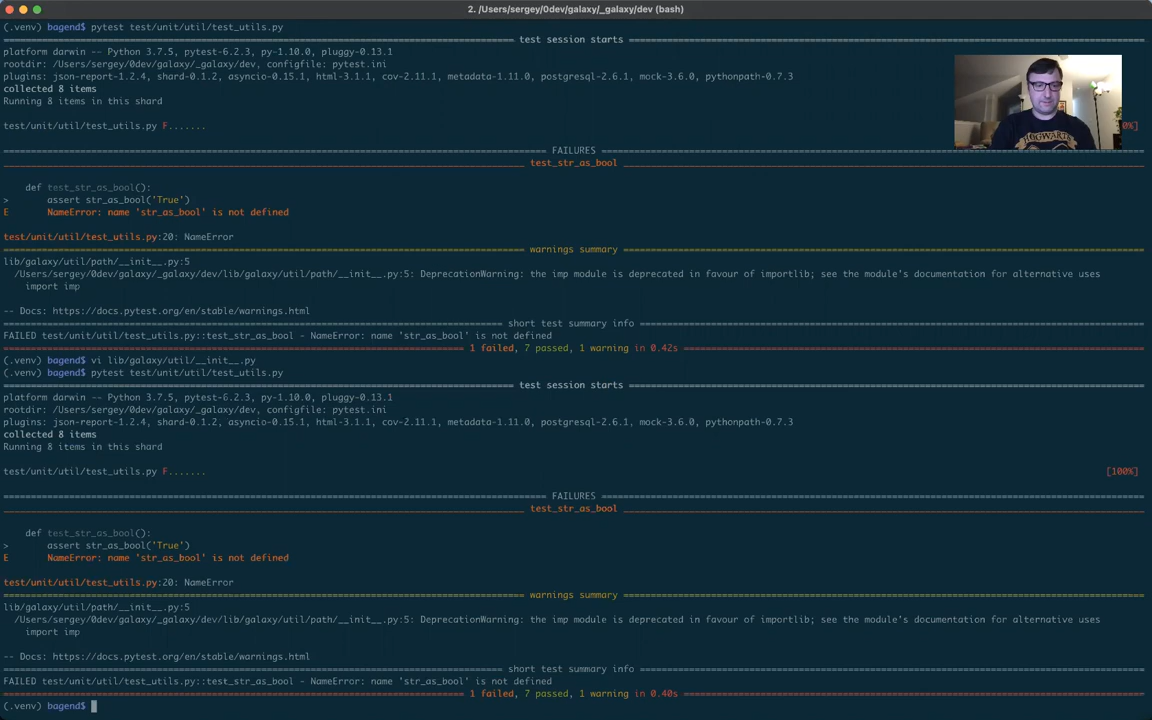 2. /Users/sergey/0dev/galaxy/_galaxy/dev (bash)
(.venv) bagend$ pytest test/unit/util/test_utils.py
test session starts
platform darwin -- Python 3.7.5, pytest-6.2.3, py-1.10.0, pluggy-0.13.1
rootdir: /Users/sergey/0dev/galaxy/_galaxy/dev, configfile: pytest.ini
plugins: json-report-1.2.4, shard-0.1.2, asyncio-0.15.1, html-3.1.1, cov-2.11.1, metadata-1.11.0, postgresql-2.6.1, mock-3.6.0, pythonpath-0.7.3
collected 8 items
Running 8 items in this shard
test/unit/util/test_utils.py F....... 0%]
FAILURES
test_str_as_bool
def test_str_as_bool():
> assert str_as_bool('True')
E NameError: name 'str_as_bool' is not defined
test/unit/util/test_utils.py:20: NameError
warnings summary
lib/galaxy/util/path/__init__.py:5
/Users/sergey/0dev/galaxy/_galaxy/dev/lib/galaxy/util/path/__init__.py:5: DeprecationWarning: the imp module is deprecated in favour of importlib; see the module's documentation for alternative uses
import imp
-- Docs: https://docs.pytest.org/en/stable/warnings.html
short test summary info
FAILED test/unit/util/test_utils.py::test_str_as_bool - NameError: name 'str_as_bool' is not defined
1 failed, 7 passed, 1 warning in 0.42s
(.venv) bagend$ vi lib/galaxy/util/__init__.py
(.venv) bagend$ pytest test/unit/util/test_utils.py
test session starts
platform darwin -- Python 3.7.5, pytest-6.2.3, py-1.10.0, pluggy-0.13.1
rootdir: /Users/sergey/0dev/galaxy/_galaxy/dev, configfile: pytest.ini
plugins: json-report-1.2.4, shard-0.1.2, asyncio-0.15.1, html-3.1.1, cov-2.11.1, metadata-1.11.0, postgresql-2.6.1, mock-3.6.0, pythonpath-0.7.3
collected 8 items
Running 8 items in this shard
test/unit/util/test_utils.py F....... [100%]
FAILURES
test_str_as_bool
def test_str_as_bool():
> assert str_as_bool('True')
E NameError: name 'str_as_bool' is not defined
test/unit/util/test_utils.py:20: NameError
warnings summary
lib/galaxy/util/path/__init__.py:5
/Users/sergey/0dev/galaxy/_galaxy/dev/lib/galaxy/util/path/__init__.py:5: DeprecationWarning: the imp module is deprecated in favour of importlib; see the module's documentation for alternative uses
import imp
-- Docs: https://docs.pytest.org/en/stable/warnings.html
short test summary info
FAILED test/unit/util/test_utils.py::test_str_as_bool - NameError: name 'str_as_bool' is not defined
1 failed, 7 passed, 1 warning in 0.40s
(.venv) bagend$
HOGWARTS